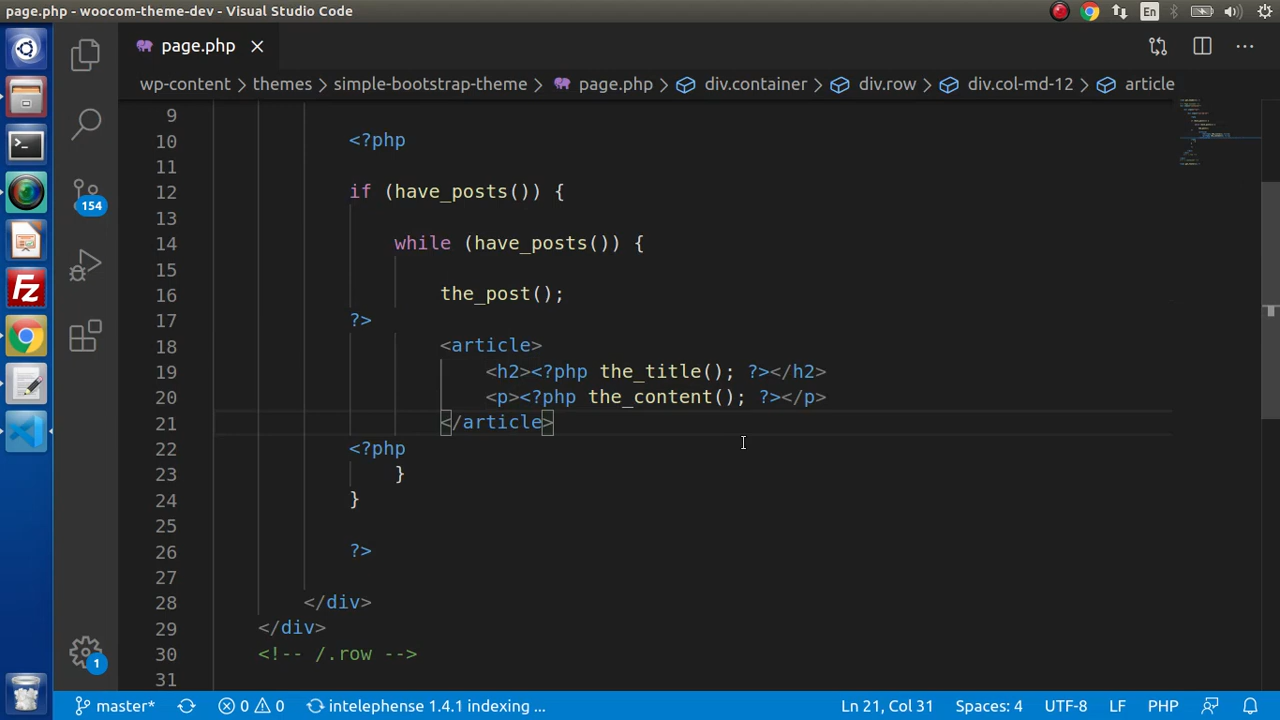 page.php - woocom-theme-dev - Visual Studio Code
En
page.php
wp-content > themes > simple-bootstrap-theme > page.php > div.container > div.row > div.col-md-12 > article
9
10 <?php
11
12 if (have_posts()) {
13
14 while (have_posts()) {
15
16 the_post();
17 ?>
18 <article>
19 <h2><?php the_title(); ?></h2>
20 <p><?php the_content(); ?></p>
21 </article>
22 <?php
23 }
24 }
25
26 ?>
27
28 </div>
29 </div>
30 <!-- /.row -->
31
154
Fz
1
master* 0 0 intelephense 1.4.1 indexing ... Ln 21, Col 31 Spaces: 4 UTF-8 LF PHP